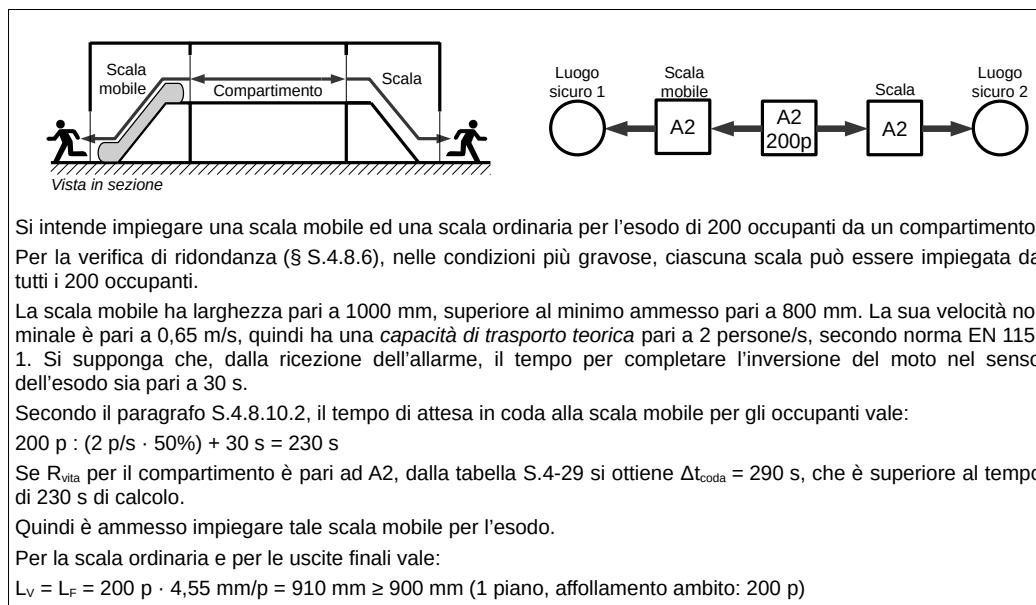 Scala
mobile
Compartimento
Scala
Vista in sezione
Luogo
sicuro 1
Scala
mobile
Scala
Luogo
sicuro 2
A2
A2
200p
A2
Si intende impiegare una scala mobile ed una scala ordinaria per l'esodo di 200 occupanti da un compartimento
Per la verifica di ridondanza (§ S.4.8.6), nelle condizioni più gravose, ciascuna scala può essere impiegata da
tutti i 200 occupanti.
La scala mobile ha larghezza pari a 1000 mm, superiore al minimo ammesso pari a 800 mm. La sua velocità no
minale è pari a 0,65 m/s, quindi ha una capacità di trasporto teorica pari a 2 persone/s, secondo norma EN 115
1. Si supponga che, dalla ricezione dell'allarme, il tempo per completare l'inversione del moto nel senso
dell'esodo sia pari a 30 s.
Secondo il paragrafo S.4.8.10.2, il tempo di attesa in coda alla scala mobile per gli occupanti vale:
200 p : (2 p/s · 50%) + 30 s = 230 s
Se Rvita per il compartimento è pari ad A2, dalla tabella S.4-29 si ottiene Δtcoda = 290 s, che è superiore al tempo
di 230 s di calcolo.
Quindi è ammesso impiegare tale scala mobile per l'esodo.
Per la scala ordinaria e per le uscite finali vale:
LV = LF = 200 p · 4,55 mm/p = 910 mm ≥ 900 mm (1 piano, affollamento ambito: 200 p)